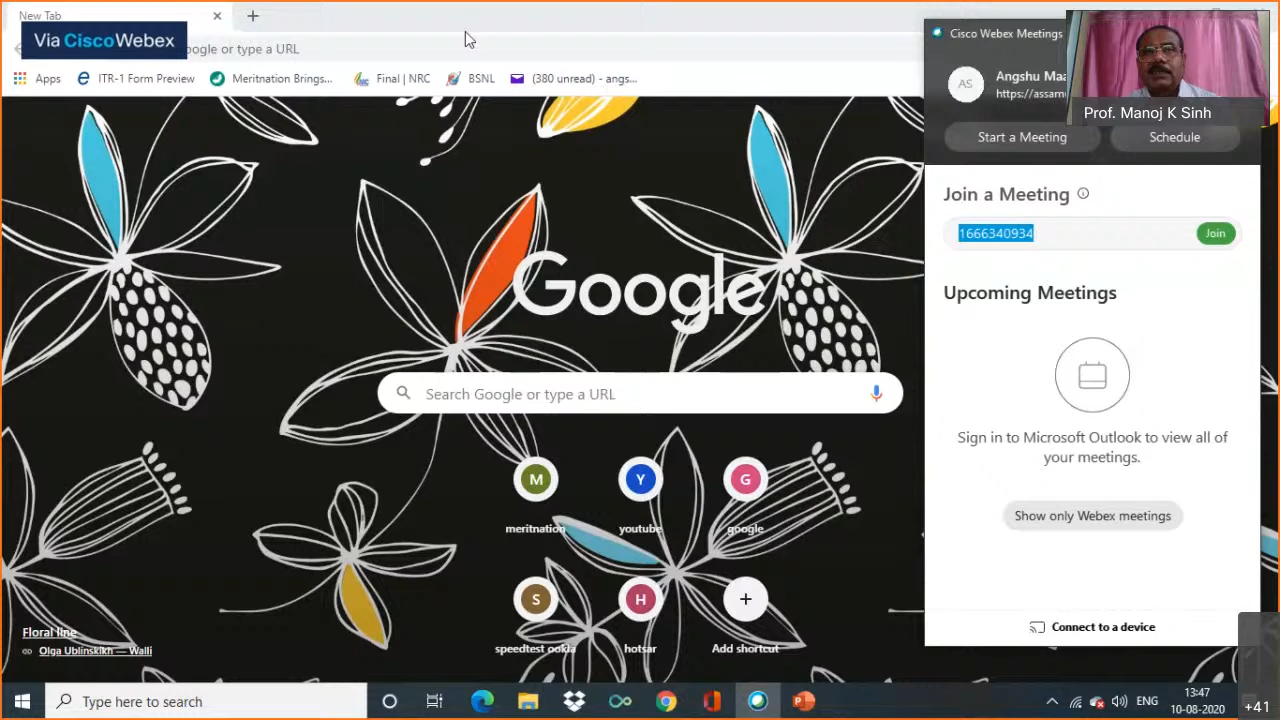 New Tab
Via CiscoWebex
oogle or type a URL
Apps
ITR-1 Form Preview
Meritnation Brings...
Final | NRC
BSNL
(380 unread) - angs...
Cisco Webex Meetings
AS
Angshu Maa
https://assam
Prof. Manoj K Sinh
Start a Meeting
Schedule
Join a Meeting
1666340934
Join
Upcoming Meetings
Sign in to Microsoft Outlook to view all of
your meetings.
Show only Webex meetings
Connect to a device
Google
Search Google or type a URL
M
Y
G
meritnation
youtube
google
S
H
speedtest ookla
hotsar
Add shortcut
Floral line
Olga Ublinskikh — Walli
Type here to search
ENG
13:47
10-08-2020
+41